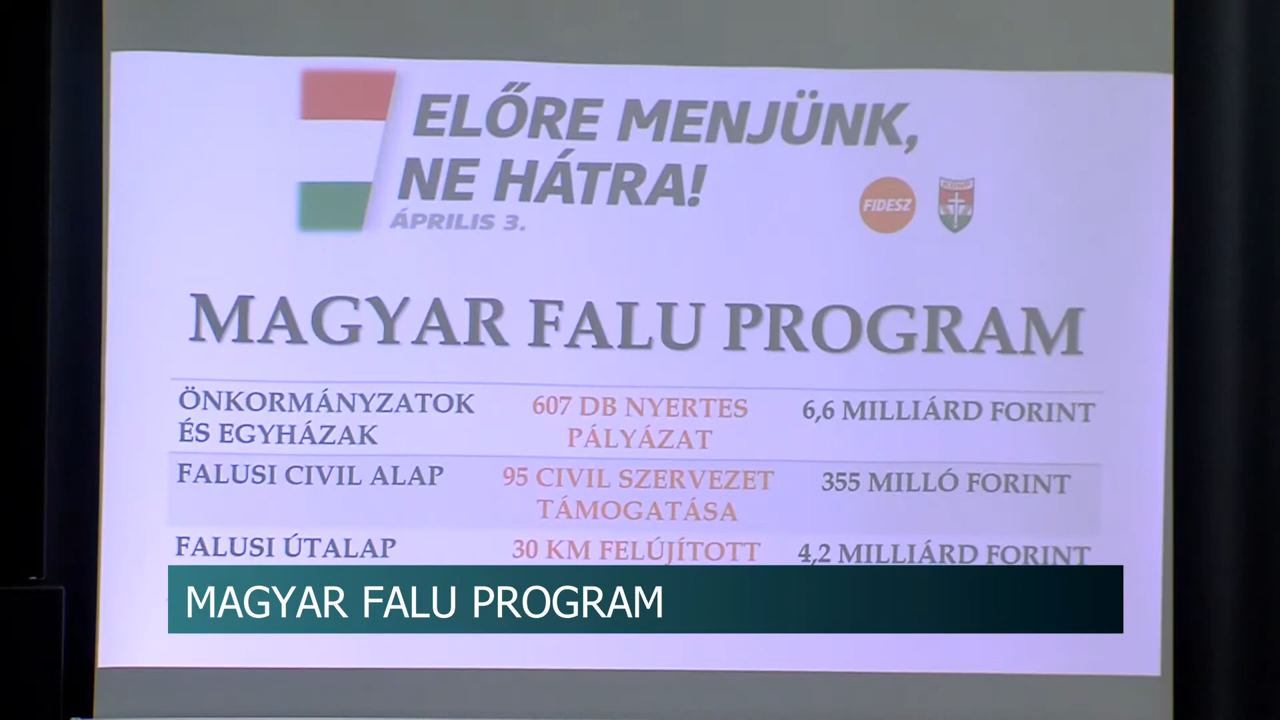 ELŐRE MENJÜNK,
NE HÁTRA!
ÁPRILIS 3.
FIDESZ
MAGYAR FALU PROGRAM
ÖNKORMÁNYZATOK
ÉS EGYHÁZAK
607 DB NYERTES
PÁLYÁZAT
6,6 MILLIÁRD FORINT
FALUSI CIVIL ALAP
95 CIVIL SZERVEZET
TÁMOGATÁSA
355 MILLÓ FORINT
FALUSI ÚTALAP
30 KM FELÚJÍTOTT
4,2 MILLIÁRD FORINT
MAGYAR FALU PROGRAM